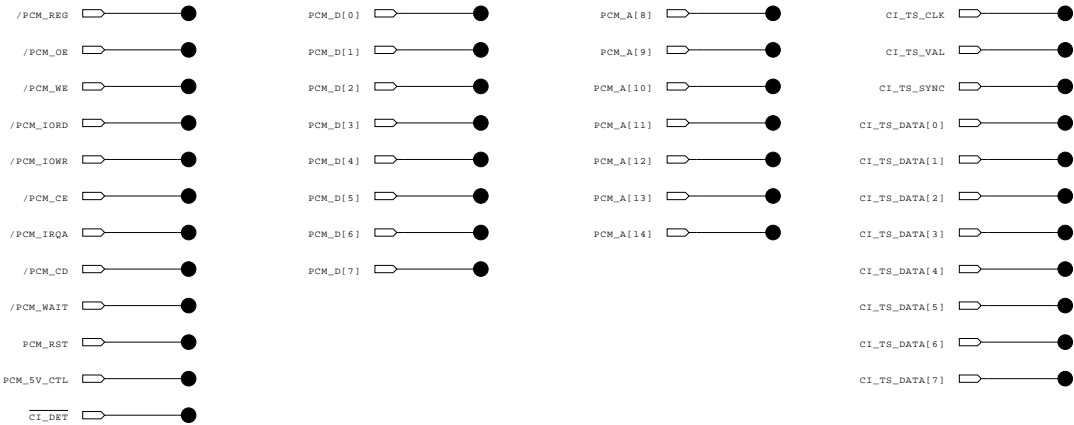 /PCM_REG
/PCM_OE
/PCM_WE
/PCM_IORD
/PCM_IOWR
/PCM_CE
/PCM_IRQA
/PCM_CD
/PCM_WAIT
PCM_RST
PCM_5V_CTL
CI_DET
PCM_D[0]
PCM_D[1]
PCM_D[2]
PCM_D[3]
PCM_D[4]
PCM_D[5]
PCM_D[6]
PCM_D[7]
PCM_A[8]
PCM_A[9]
PCM_A[10]
PCM_A[11]
PCM_A[12]
PCM_A[13]
PCM_A[14]
CI_TS_CLK
CI_TS_VAL
CI_TS_SYNC
CI_TS_DATA[0]
CI_TS_DATA[1]
CI_TS_DATA[2]
CI_TS_DATA[3]
CI_TS_DATA[4]
CI_TS_DATA[5]
CI_TS_DATA[6]
CI_TS_DATA[7]